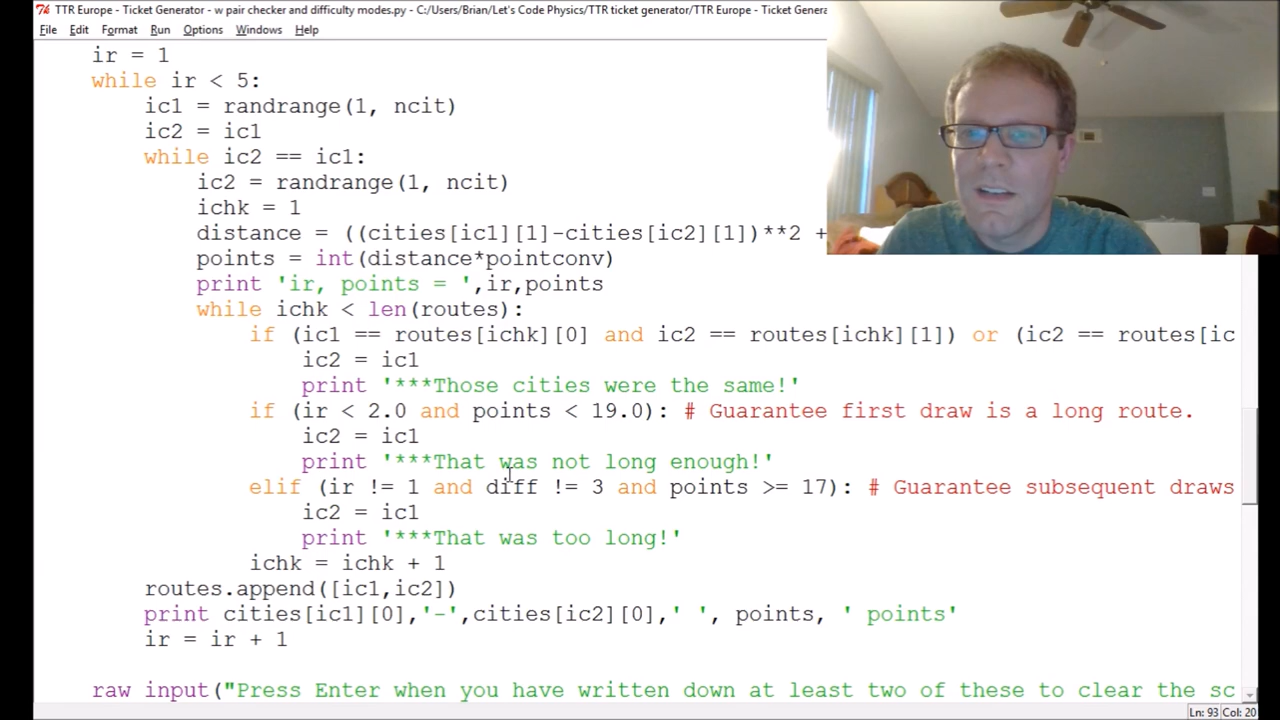 TTR Europe - Ticket Generator - w pair checker and difficulty modes.py - C:/Users/Brian/Let's Code Physics/TTR ticket generator/TTR Europe - Ticket Genera
File Edit Format Run Options Windows Help
ir = 1
while ir < 5:
ic1 = randrange(1, ncit)
ic2 = ic1
while ic2 == ic1:
ic2 = randrange(1, ncit)
ichk = 1
distance = ((cities[ic1][1]-cities[ic2][1])**2 +
points = int(distance*pointconv)
print 'ir, points = ',ir,points
while ichk < len(routes):
if (ic1 == routes[ichk][0] and ic2 == routes[ichk][1]) or (ic2 == routes[ic
ic2 = ic1
print '***Those cities were the same!'
if (ir < 2.0 and points < 19.0): # Guarantee first draw is a long route.
ic2 = ic1
print '***That was not long enough!'
elif (ir != 1 and diff != 3 and points >= 17): # Guarantee subsequent draws
ic2 = ic1
print '***That was too long!'
ichk = ichk + 1
routes.append([ic1,ic2])
print cities[ic1][0],'-',cities[ic2][0],' ', points, ' points'
ir = ir + 1
raw input("Press Enter when you have written down at least two of these to clear the sc
Ln: 93 Col: 20